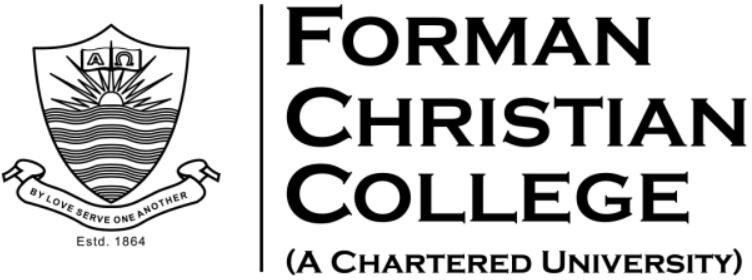 A Ω
BY LOVE SERVE ONE ANOTHER
Estd. 1864
FORMAN
CHRISTIAN
COLLEGE
(A CHARTERED UNIVERSITY)